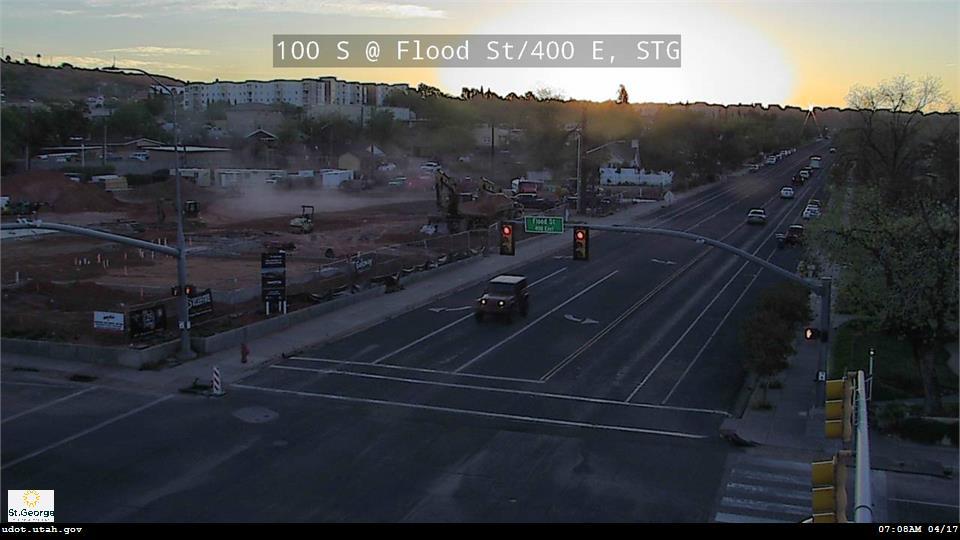 100 S @ Flood St/400 E, STG
Flood St
400 East
St.George
udot.utah.gov
07:08AM 04/17